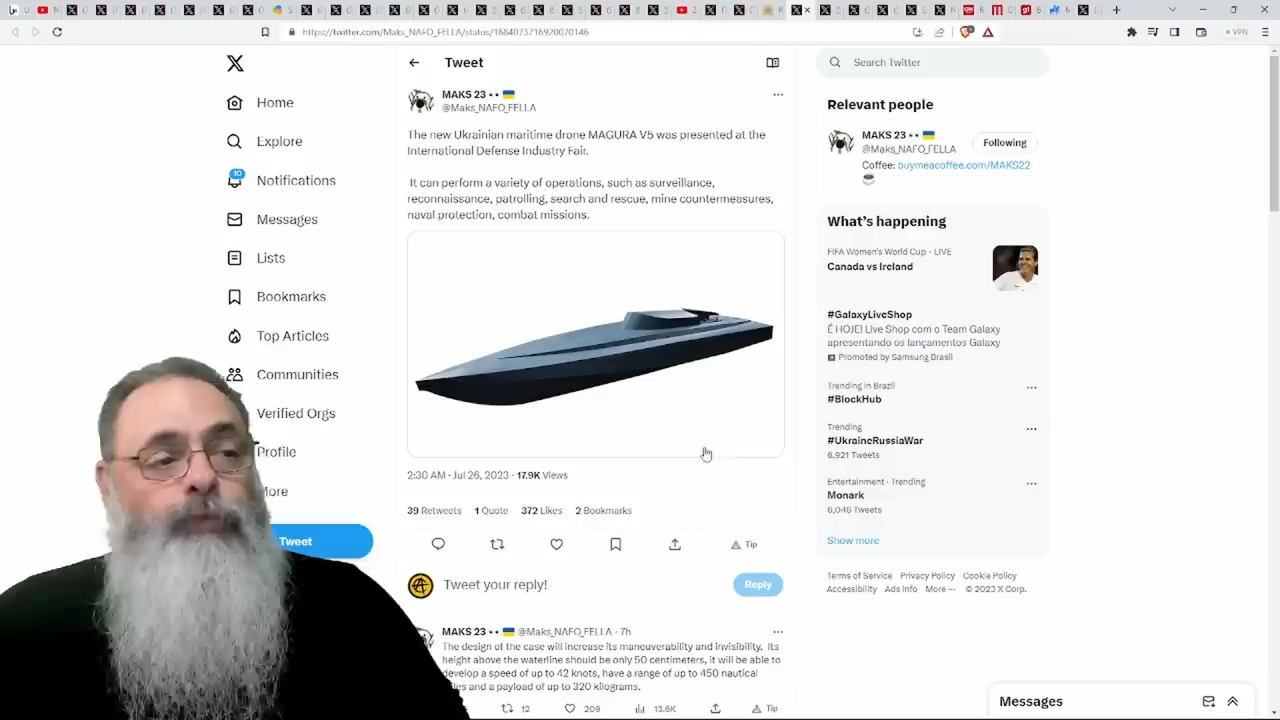 https://twitter.com/Maks_NAFO_FELLA/status/1684073716920070146
VPN
Home
Explore
10
Notifications
Messages
Lists
Bookmarks
Top Articles
Communities
Verified Orgs
Profile
Tweet
Tweet
MAKS 23
@Maks_NAFO_FELLA
The new Ukrainian maritime drone MAGURA V5 was presented at the
International Defense Industry Fair.
It can perform a variety of operations, such as surveillance,
reconnaissance, patrolling, search and rescue, mine countermeasures,
naval protection, combat missions.
2:30 AM · Jul 26, 2023 · 17.9K Views
39 Retweets 1 Quote 372 Likes 2 Bookmarks
Tip
Tweet your reply!
Reply
MAKS 23 @Maks_NAFO_FELLA · 7h
The design of the case will increase its maneuverability and invisibility. Its
height above the waterline should be only 50 centimeters, it will be able to
develop a speed of up to 42 knots, have a range of up to 450 nautical
and a payload of up to 320 kilograms.
12 209 13.6K Tip
Search Twitter
Relevant people
MAKS 23
@Maks_NAFO_FELLA
Following
Coffee: buymeacoffee.com/MAKS22
What's happening
FIFA Women's World Cup · LIVE
Canada vs Ireland
#GalaxyLiveShop
É HOJE! Live Shop com o Team Galaxy
apresentando os lançamentos Galaxy
Promoted by Samsung Brasil
Trending in Brazil
#BlockHub
Trending
#UkraineRussiaWar
6,921 Tweets
Entertainment · Trending
Monark
6,046 Tweets
Show more
Terms of Service Privacy Policy Cookie Policy
Accessibility Ads info More ··· © 2023 X Corp.
Messages